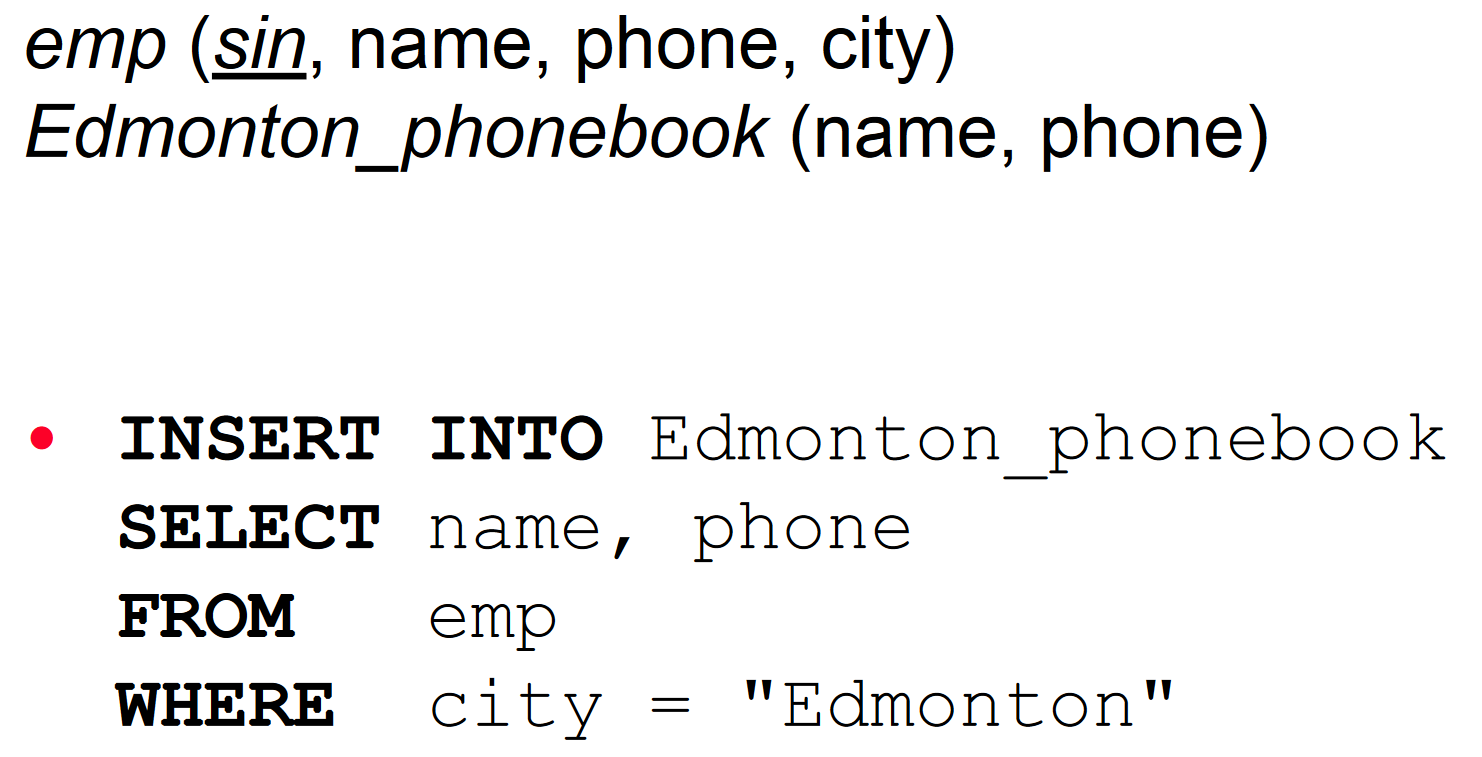 emp (sin, name, phone, city)
Edmonton_phonebook (name, phone)
• INSERT INTO Edmonton_phonebook
SELECT name, phone
FROM emp
WHERE city = "Edmonton"